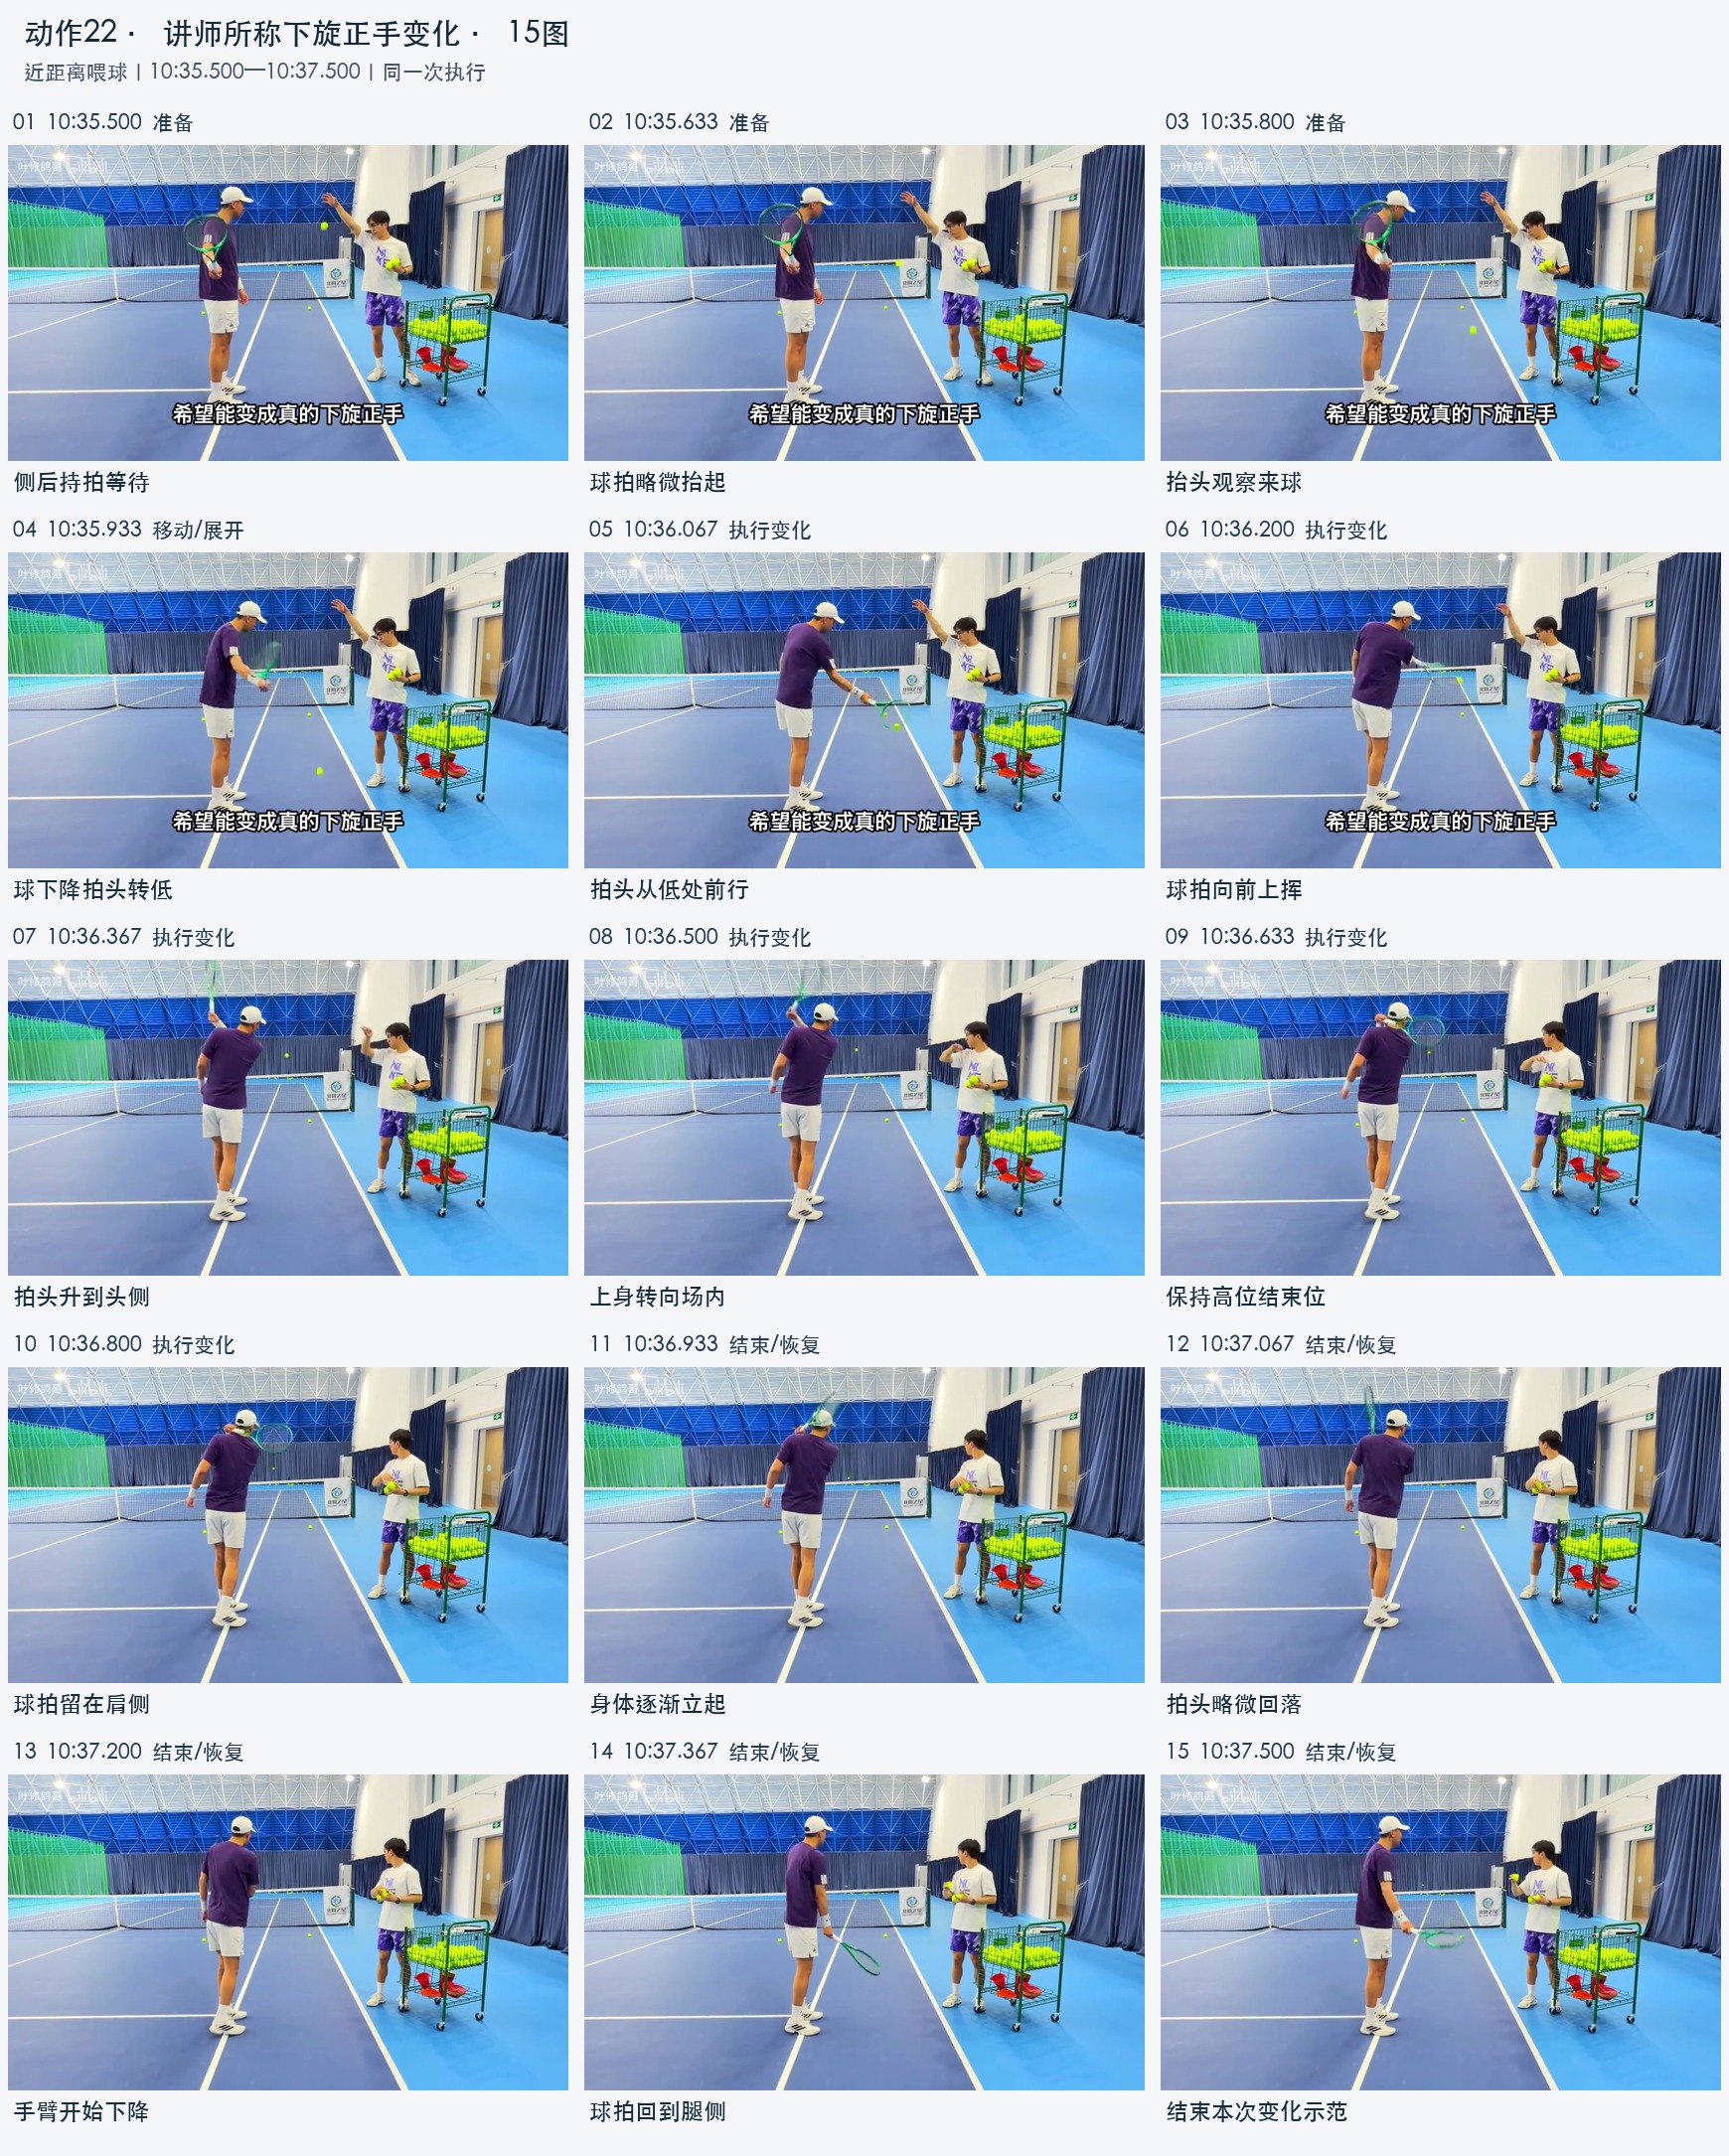 动作22 · 讲师所称下旋正手变化 · 15图
近距离喂球 | 10:35.500—10:37.500 | 同一次执行
01 10:35.500 准备
02 10:35.633 准备
03 10:35.800 准备
希望能变成真的下旋正手
希望能变成真的下旋正手
希望能变成真的下旋正手
侧后持拍等待
球拍略微抬起
抬头观察来球
04 10:35.933 移动/展开
05 10:36.067 执行变化
06 10:36.200 执行变化
希望能变成真的下旋正手
希望能变成真的下旋正手
希望能变成真的下旋正手
球下降拍头转低
拍头从低处前行
球拍向前上挥
07 10:36.367 执行变化
08 10:36.500 执行变化
09 10:36.633 执行变化
拍头升到头侧
上身转向场内
保持高位结束位
10 10:36.800 执行变化
11 10:36.933 结束/恢复
12 10:37.067 结束/恢复
球拍留在肩侧
身体逐渐立起
拍头略微回落
13 10:37.200 结束/恢复
14 10:37.367 结束/恢复
15 10:37.500 结束/恢复
手臂开始下降
球拍回到腿侧
结束本次变化示范